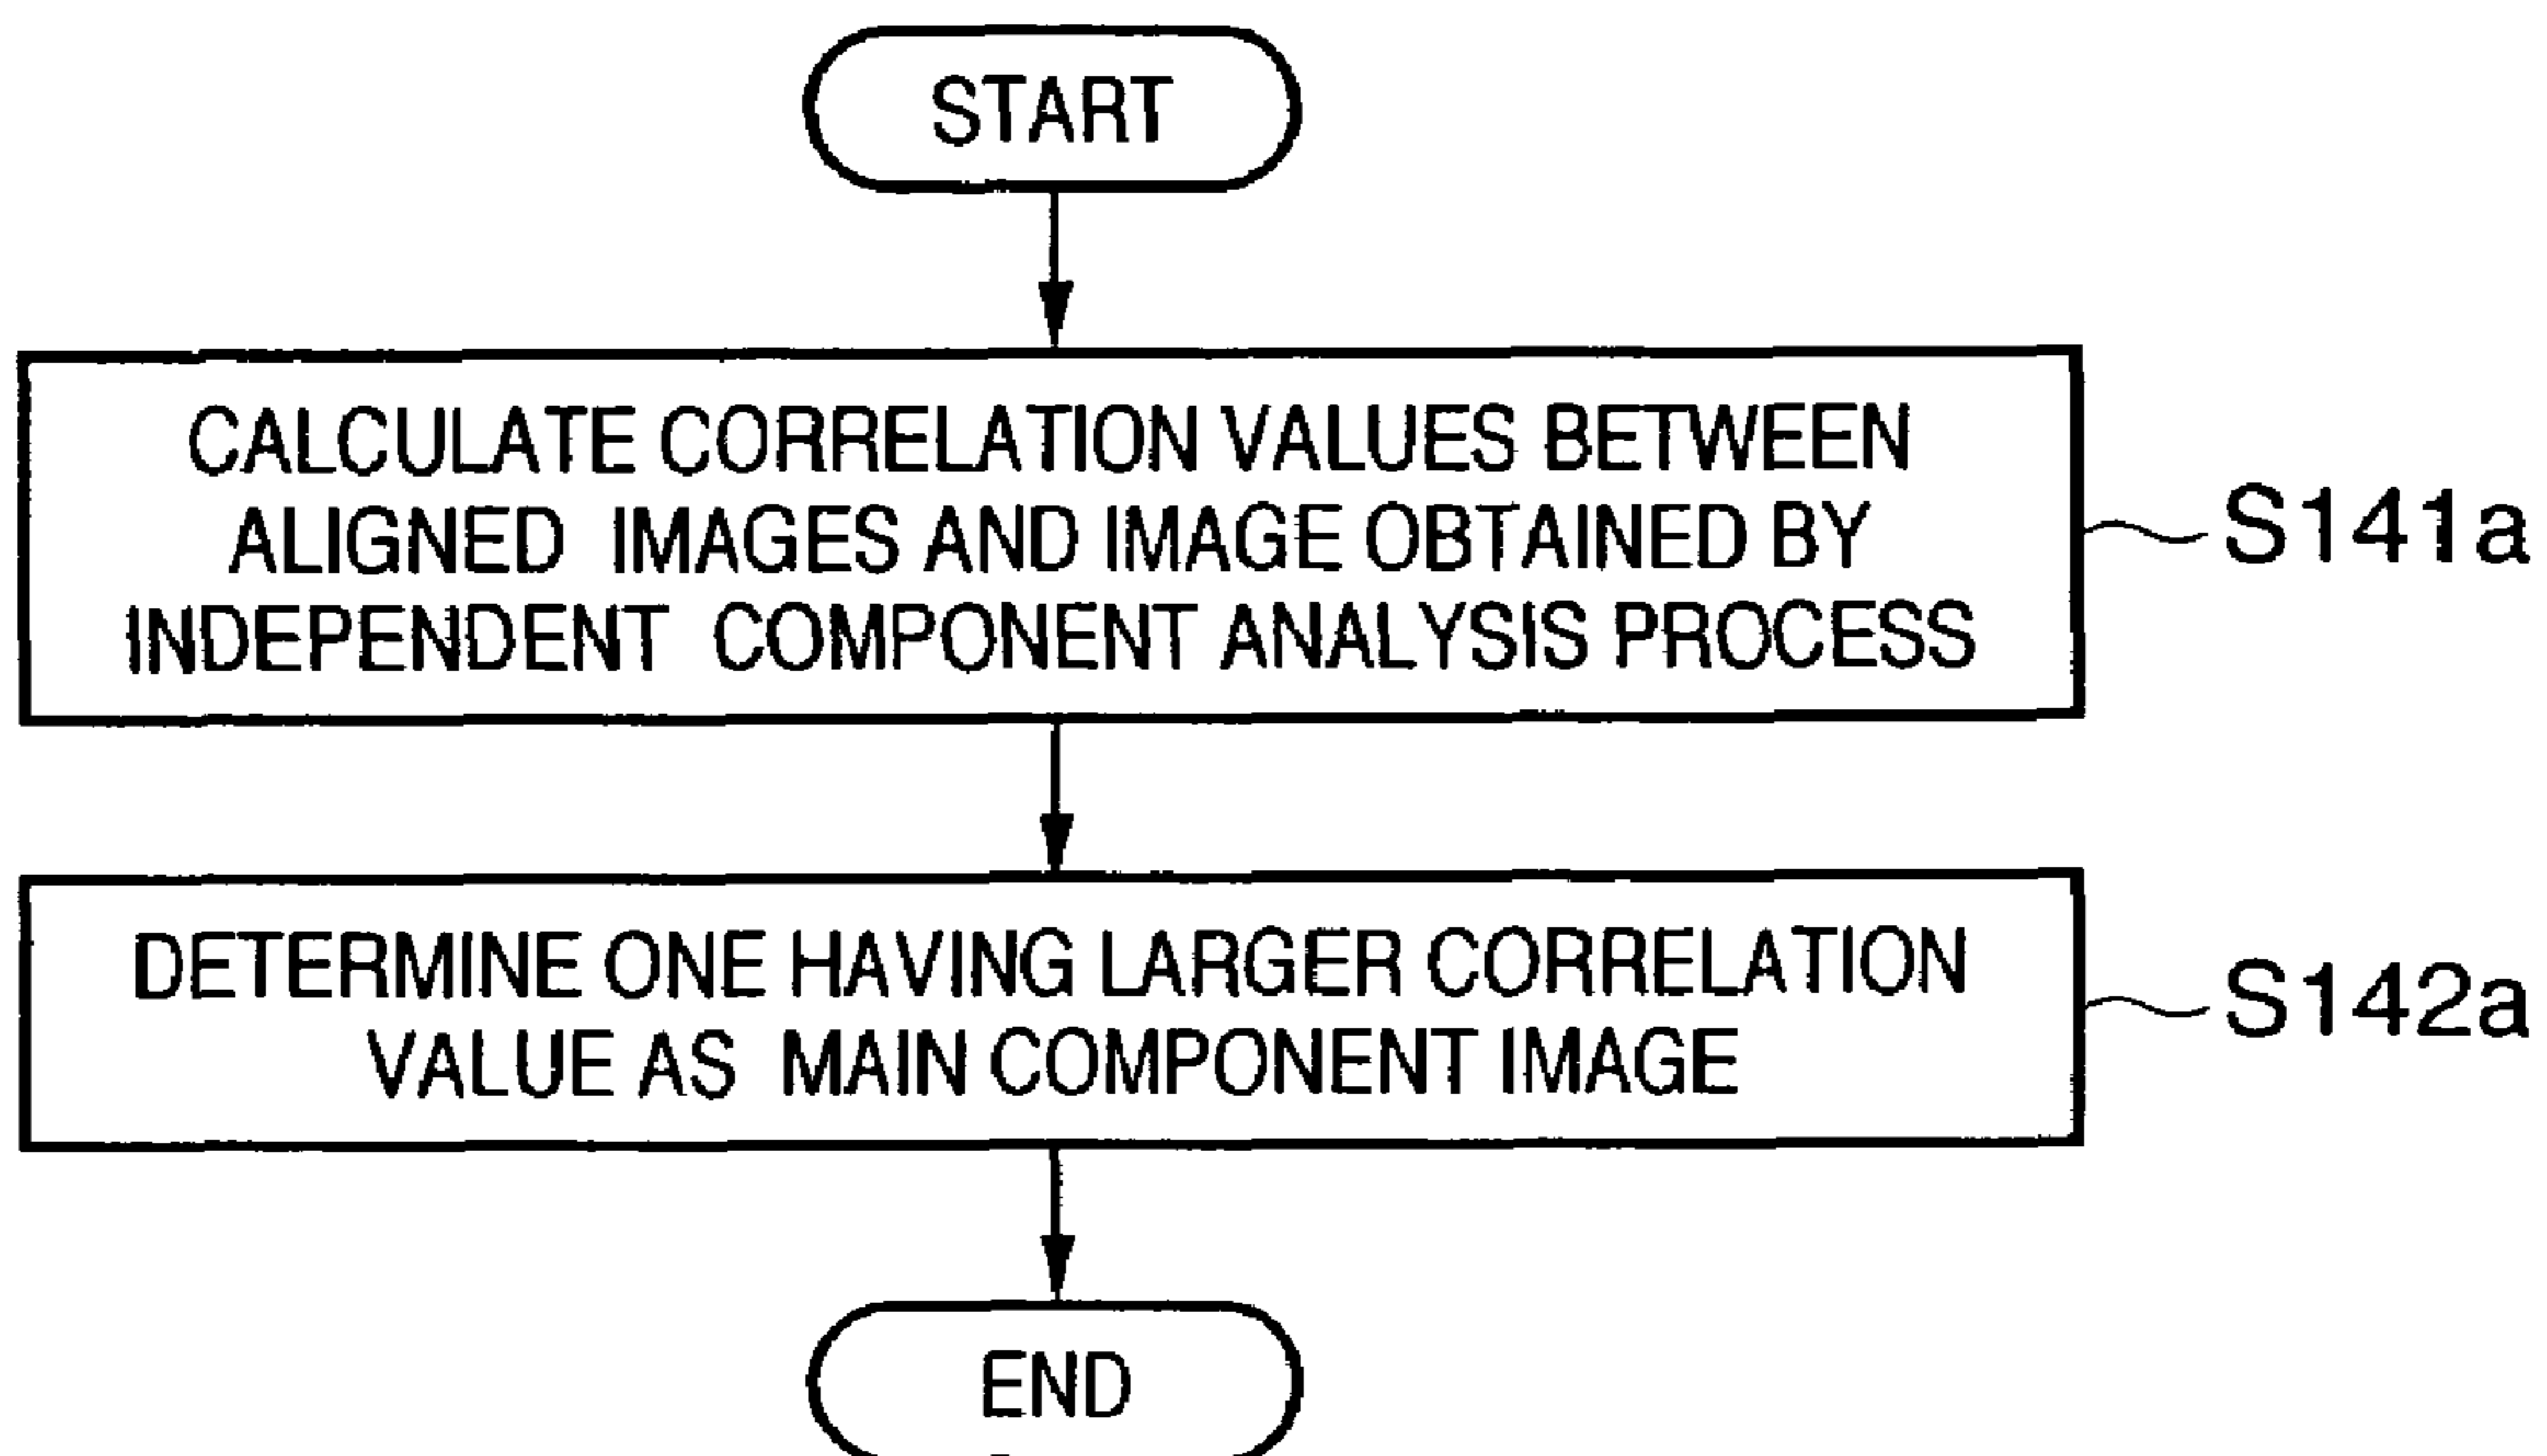 START
CALCULATE CORRELATION VALUES BETWEEN
ALIGNED IMAGES AND IMAGE OBTAINED BY
INDEPENDENT COMPONENT ANALYSIS PROCESS
S141a
DETERMINE ONE HAVING LARGER CORRELATION
VALUE AS MAIN COMPONENT IMAGE
S142a
END